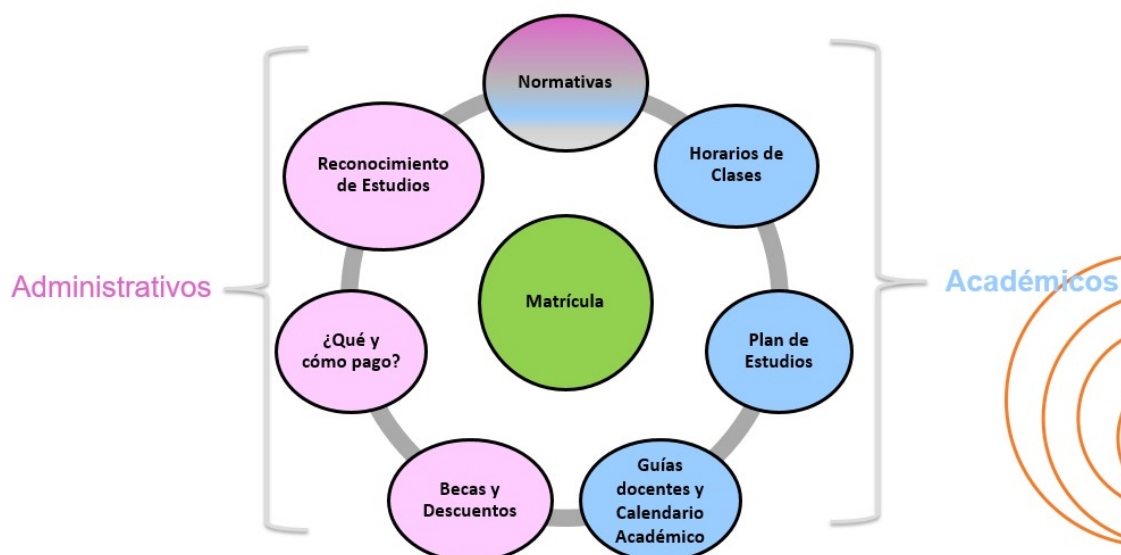 Normativas
Reconocimiento
de Estudios
Horarios de
Clases
Administrativos
Matrícula
Académicos
¿Qué y
cómo pago?
Plan de
Estudios
Becas y
Descuentos
Guías
docentes y
Calendario
Académico